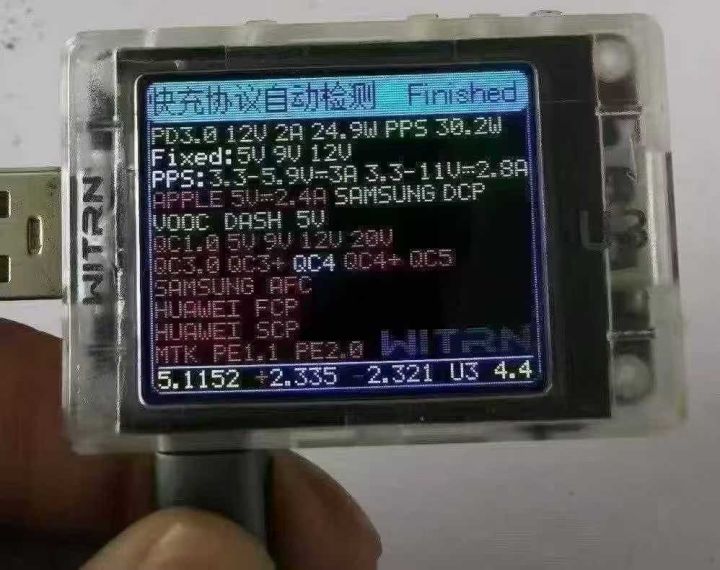 快充协议自动检测 Finished
PD3.0 12V 2A 24.9W PPS 30.2W
Fixed:5V 9V 12V
PPS:3.3-5.9V=3A 3.3-11V=2.8A
APPLE 5V=2.4A SAMSUNG DCP
VOOC DASH 5V
QC1.0 5V 9V 12V 20V
QC3.0 QC3+ QC4 QC4+ QC5
SAMSUNG AFC
HUAWEI FCP
HUAWEI SCP
MTK PE1.1 PE2.0 WITRN
5.1152 +2.335 -2.321 U3 4.4
WITRN